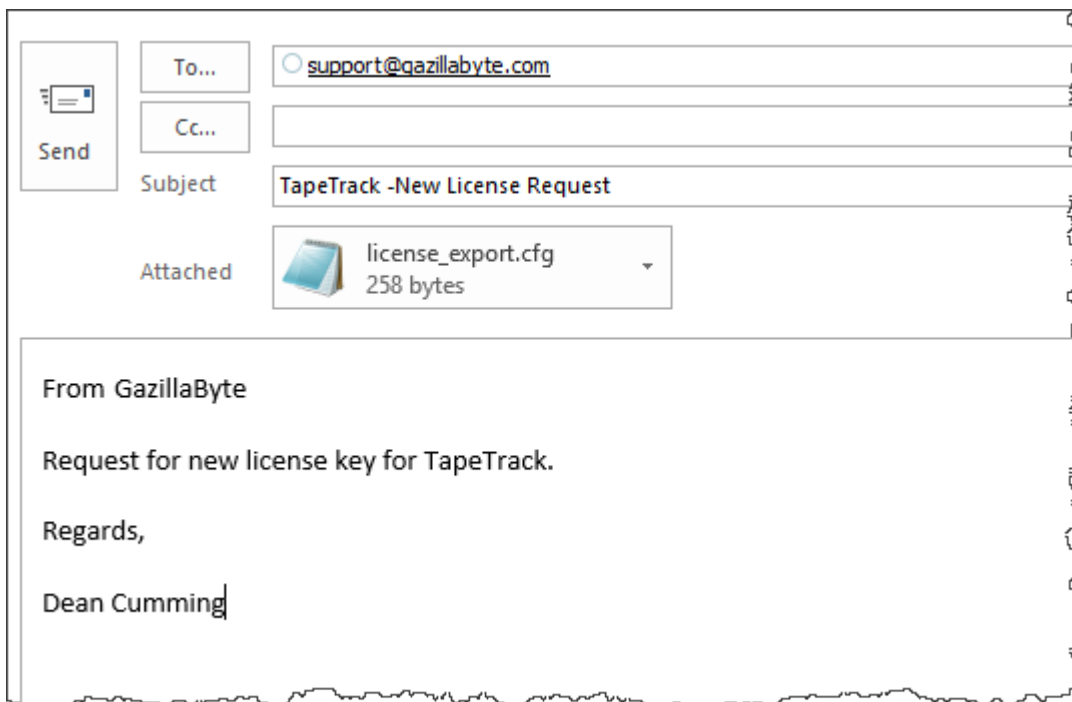 To...
support@gazillabyte.com
Cc...
Send
Subject
TapeTrack -New License Request
Attached
license_export.cfg
258 bytes
From GazillaByte
Request for new license key for TapeTrack.
Regards,
Dean Cumming